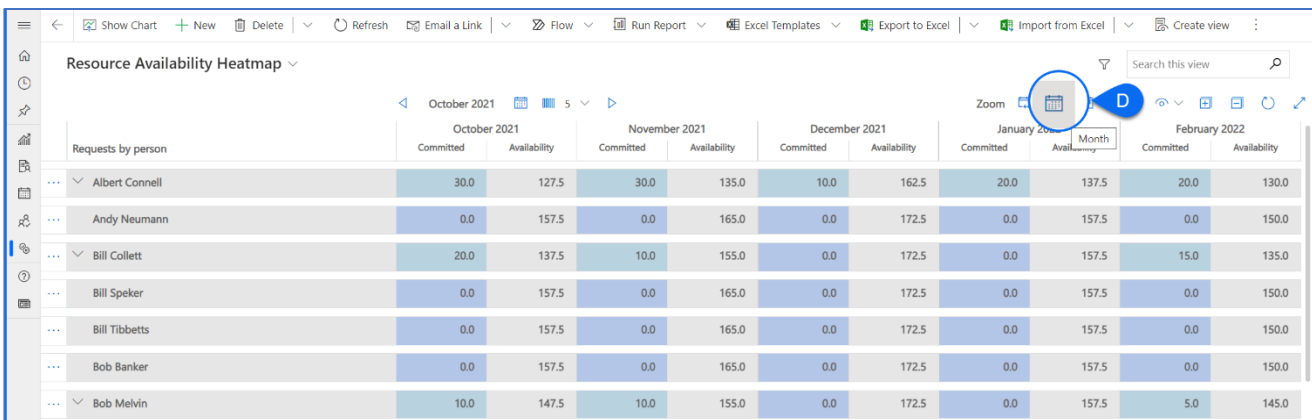 Show Chart New Delete Refresh Email a Link Flow Run Report Excel Templates Export to Excel Import from Excel Create view
Resource Availability Heatmap Search this view
October 2021 5 Zoom D
October 2021 November 2021 December 2021 January February 2022
Month
Requests by person Committed Availability Committed Availability Committed Availability Committed Committed Availability
Albert Connell 30.0 127.5 30.0 135.0 10.0 162.5 20.0 137.5 20.0 130.0
Andy Neumann 0.0 157.5 0.0 165.0 0.0 172.5 0.0 157.5 0.0 150.0
Bill Collett 20.0 137.5 10.0 155.0 0.0 172.5 0.0 157.5 15.0 135.0
Bill Speker 0.0 157.5 0.0 165.0 0.0 172.5 0.0 157.5 0.0 150.0
Bill Tibbetts 0.0 157.5 0.0 165.0 0.0 172.5 0.0 157.5 0.0 150.0
Bob Banker 0.0 157.5 0.0 165.0 0.0 172.5 0.0 157.5 0.0 150.0
Bob Melvin 10.0 147.5 10.0 155.0 0.0 172.5 0.0 157.5 5.0 145.0